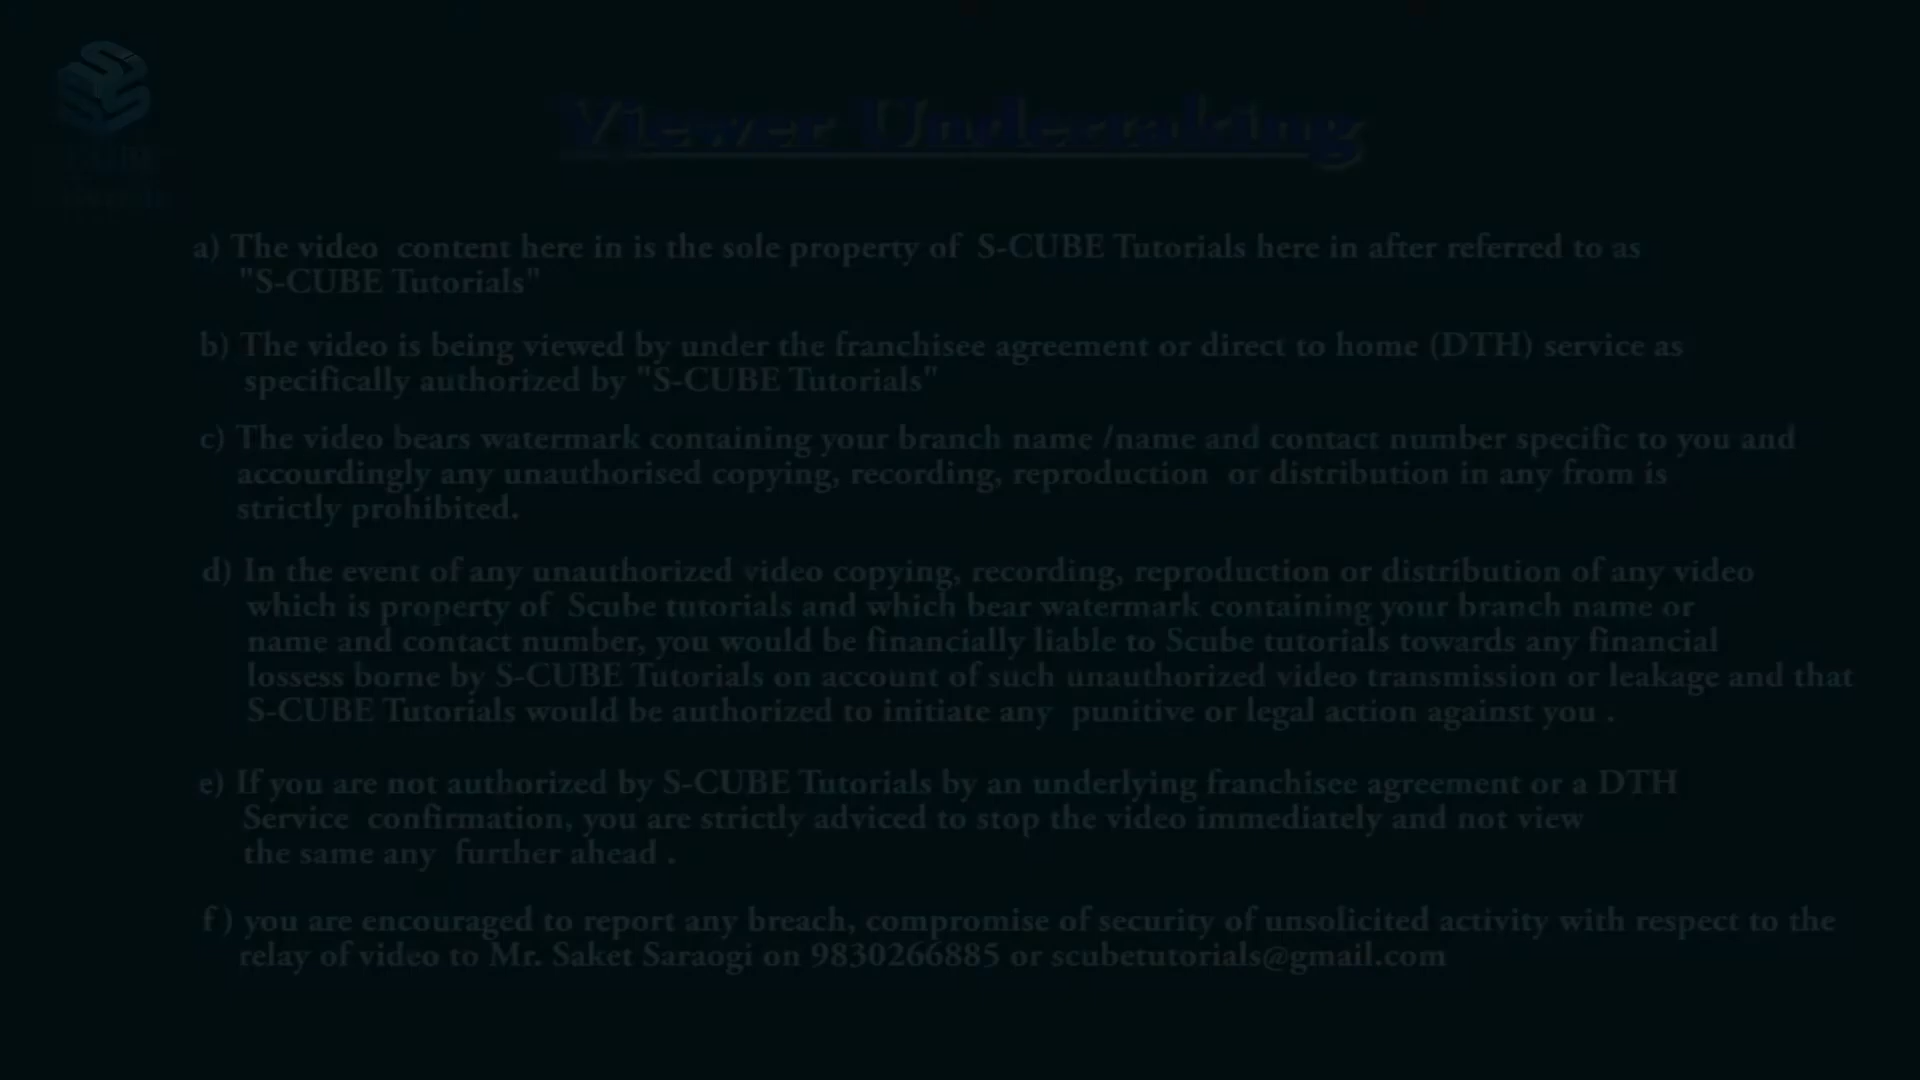 Viewer Undertaking
a) The video content here in is the sole property of S-CUBE Tutorials here in after referred to as
"S-CUBE Tutorials"
b) The video is being viewed by under the franchisee agreement or direct to home (DTH) service as
specifically authorized by "S-CUBE Tutorials"
c) The video bears watermark containing your branch name /name and contact number specific to you and
accourdingly any unauthorised copying, recording, reproduction or distribution in any from is
strictly prohibited.
d) In the event of any unauthorized video copying, recording, reproduction or distribution of any video
which is property of Scube tutorials and which bear watermark containing your branch name or
name and contact number, you would be financially liable to Scube tutorials towards any financial
lossess borne by S-CUBE Tutorials on account of such unauthorized video transmission or leakage and that
S-CUBE Tutorials would be authorized to initiate any punitive or legal action against you .
e) If you are not authorized by S-CUBE Tutorials by an underlying franchisee agreement or a DTH
Service confirmation, you are strictly adviced to stop the video immediately and not view
the same any further ahead .
f ) you are encouraged to report any breach, compromise of security of unsolicited activity with respect to the
relay of video to Mr. Saket Saraogi on 9830266885 or scubetutorials@gmail.com